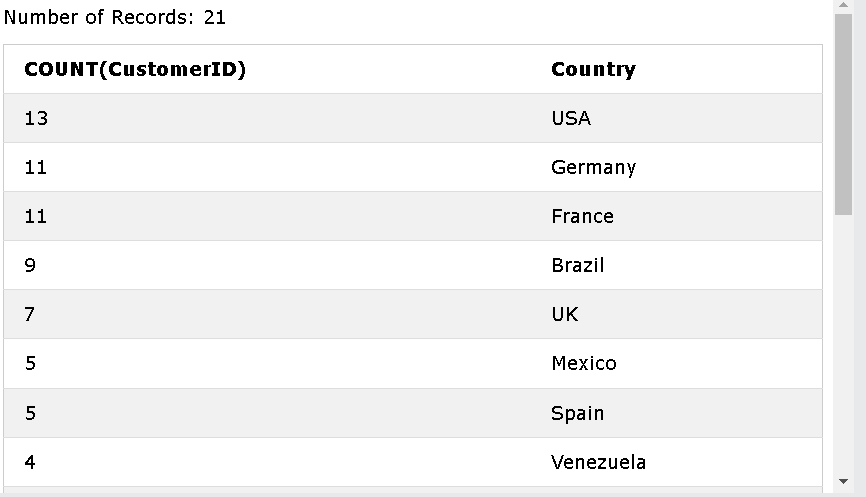 Number of Records: 21
COUNT(CustomerID) Country
13 USA
11 Germany
11 France
9 Brazil
7 UK
5 Mexico
5 Spain
4 Venezuela